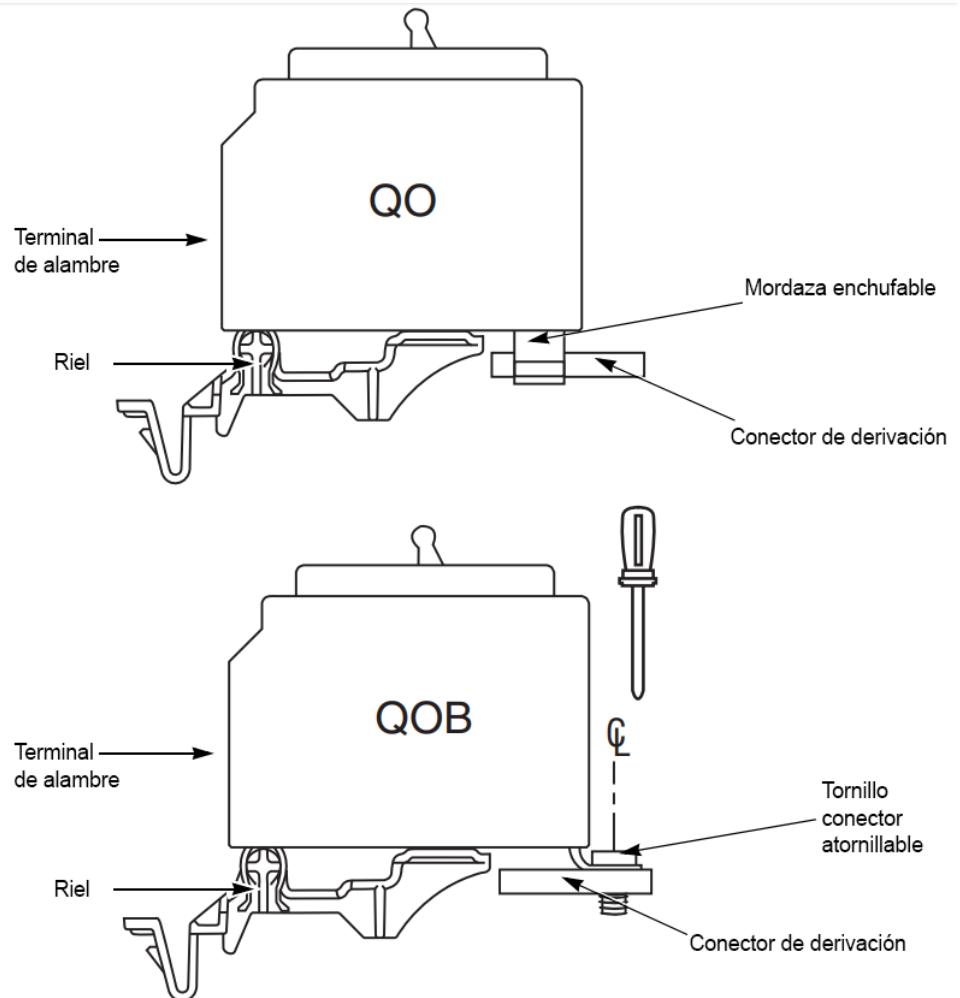 QO
Terminal
de alambre
Mordaza enchufable
Riel
Conector de derivación
QOB
Terminal
de alambre
℄
Tornillo
conector
atornillable
Riel
Conector de derivación